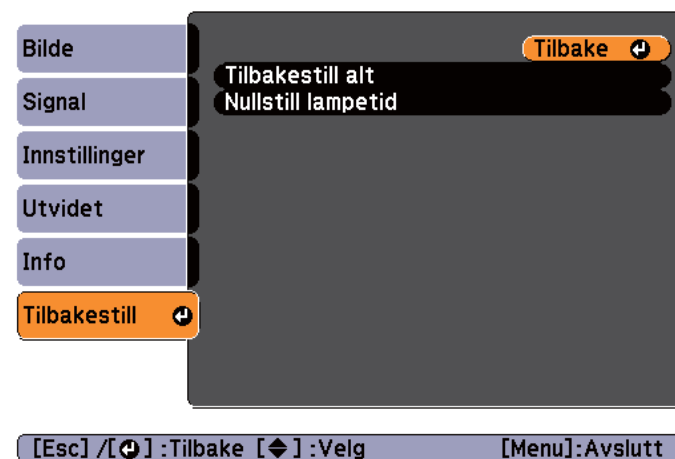 Bilde
Signal
Innstillinger
Utvidet
Info
Tilbakestill
Tilbake
Tilbakestill alt
Nullstill lampetid
[Esc] /[ ] :Tilbake [ ] :Velg [Menu]:Avslutt